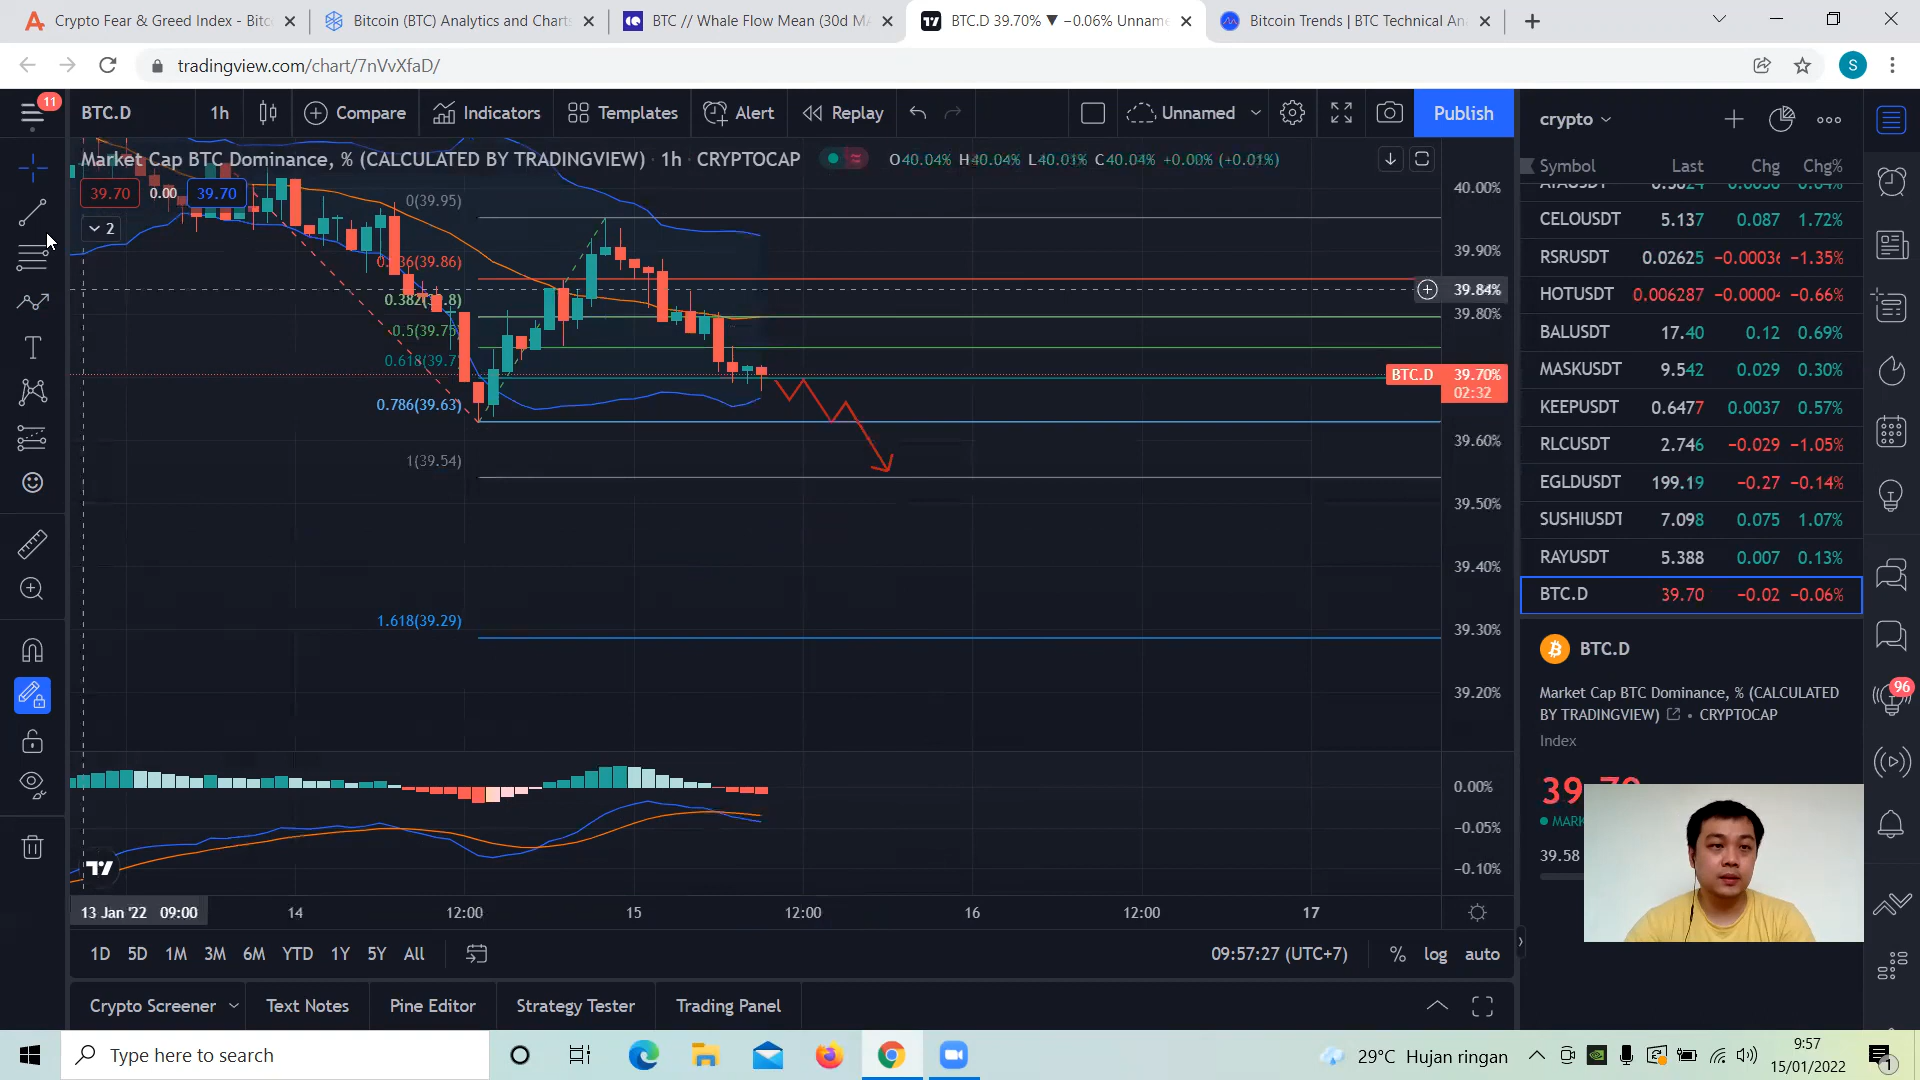 Crypto Fear & Greed Index - Bitc
Bitcoin (BTC) Analytics and Charts
BTC // Whale Flow Mean (30d MA
BTC.D 39.70% ▼ −0.06% Unname
Bitcoin Trends | BTC Technical An
tradingview.com/chart/7nVvXfaD/
S
11
BTC.D
1h
Compare
Indicators
Templates
Alert
Replay
Unnamed
Publish
crypto
Market Cap BTC Dominance, % (CALCULATED BY TRADINGVIEW) · 1h · CRYPTOCAP
O40.04% H40.04% L40.01% C40.04% +0.00% (+0.01%)
39.70 0.00 39.70
2
0(39.95)
0.382(39.8)
0.5(39.75)
0.786(39.63)
1(39.54)
1.618(39.29)
40.00%
39.90%
39.84%
39.80%
BTC.D 39.70%
02:32
39.60%
39.50%
39.40%
39.30%
39.20%
0.00%
−0.05%
−0.10%
13 Jan '22 09:00
14
12:00
15
12:00
16
12:00
17
1D 5D 1M 3M 6M YTD 1Y 5Y All
09:57:27 (UTC+7)
% log auto
Crypto Screener
Text Notes
Pine Editor
Strategy Tester
Trading Panel
Symbol Last Chg Chg%
CELOUSDT 5.137 0.087 1.72%
RSRUSDT 0.02625 −0.0003 −1.35%
HOTUSDT 0.006287 −0.0000 −0.66%
BALUSDT 17.40 0.12 0.69%
MASKUSDT 9.542 0.029 0.30%
KEEPUSDT 0.6477 0.0037 0.57%
RLCUSDT 2.746 −0.029 −1.05%
EGLDUSDT 199.19 −0.27 −0.14%
SUSHIUSDT 7.098 0.075 1.07%
RAYUSDT 5.388 0.007 0.13%
BTC.D 39.70 −0.02 −0.06%
BTC.D
Market Cap BTC Dominance, % (CALCULATED
BY TRADINGVIEW) • CRYPTOCAP
Index
39.70
MARK
39.58
96
Type here to search
29°C Hujan ringan
9:57
15/01/2022
1